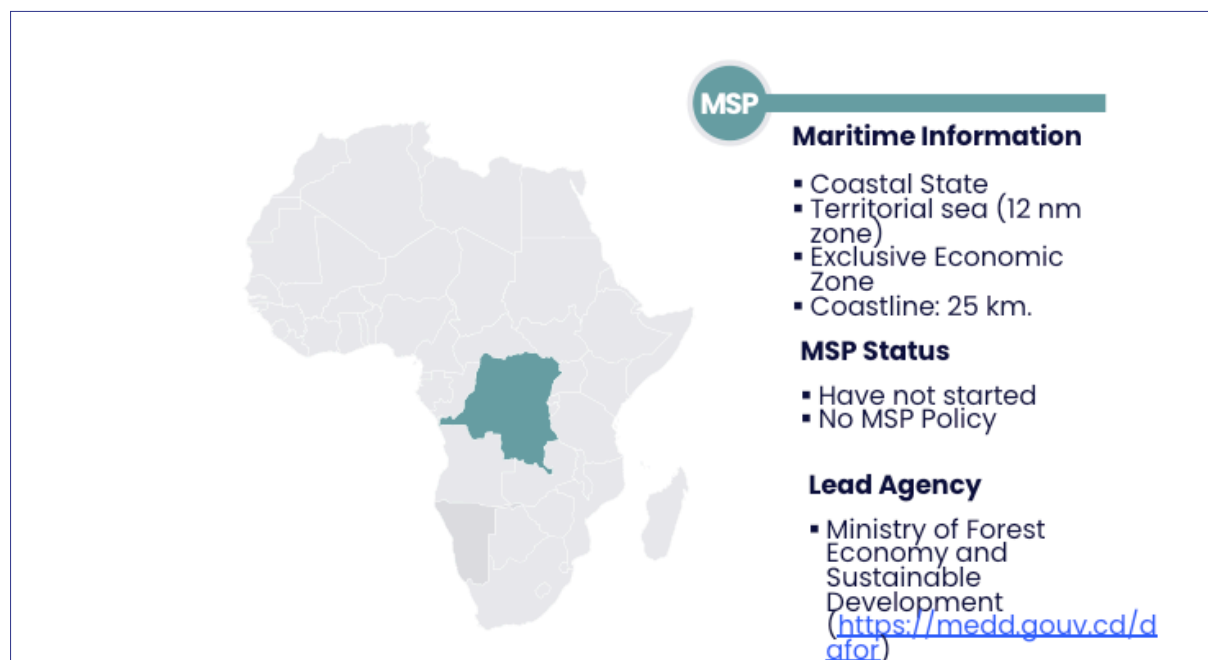 MSP
Maritime Information
▪ Coastal State
▪ Territorial sea (12 nm
zone)
▪ Exclusive Economic
Zone
▪ Coastline: 25 km.
MSP Status
▪ Have not started
▪ No MSP Policy
Lead Agency
▪ Ministry of Forest
Economy and
Sustainable
Development
(https://medd.gouv.cd/d
afor)